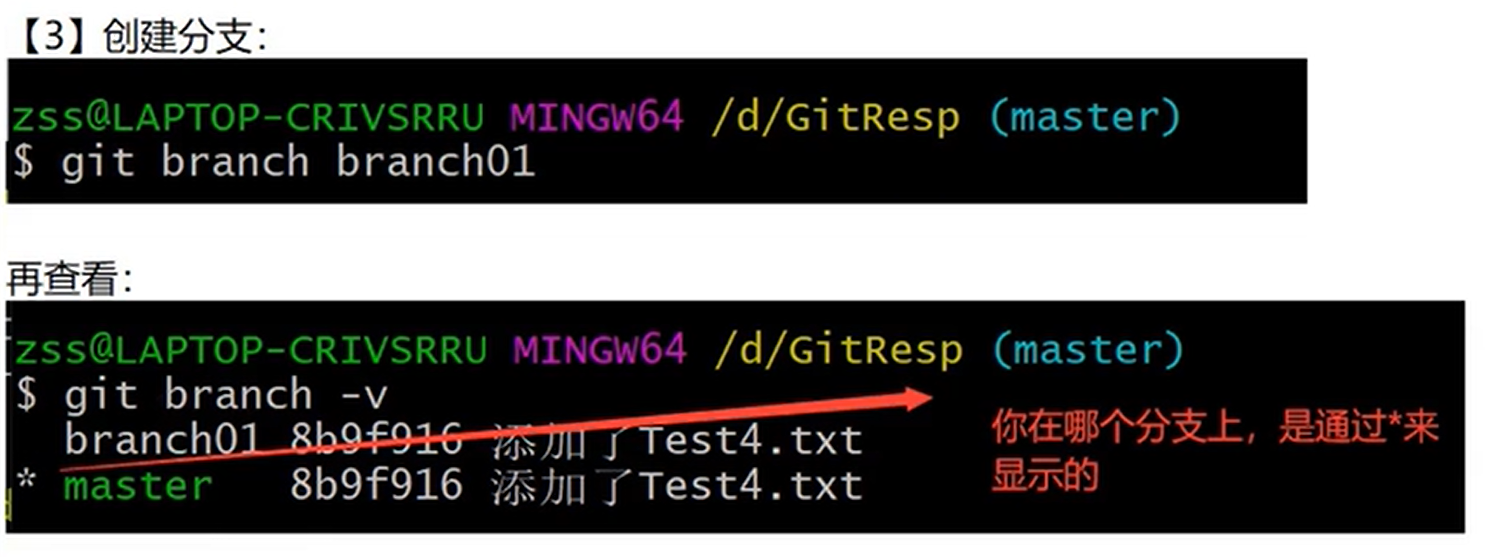 【3】创建分支：
zss@LAPTOP-CRIVSRRU MINGW64 /d/GitResp (master)
$ git branch branch01
再查看：
zss@LAPTOP-CRIVSRRU MINGW64 /d/GitResp (master)
$ git branch -v
branch01 8b9f916 添加了Test4.txt
* master 8b9f916 添加了Test4.txt
你在哪个分支上，是通过*来
显示的